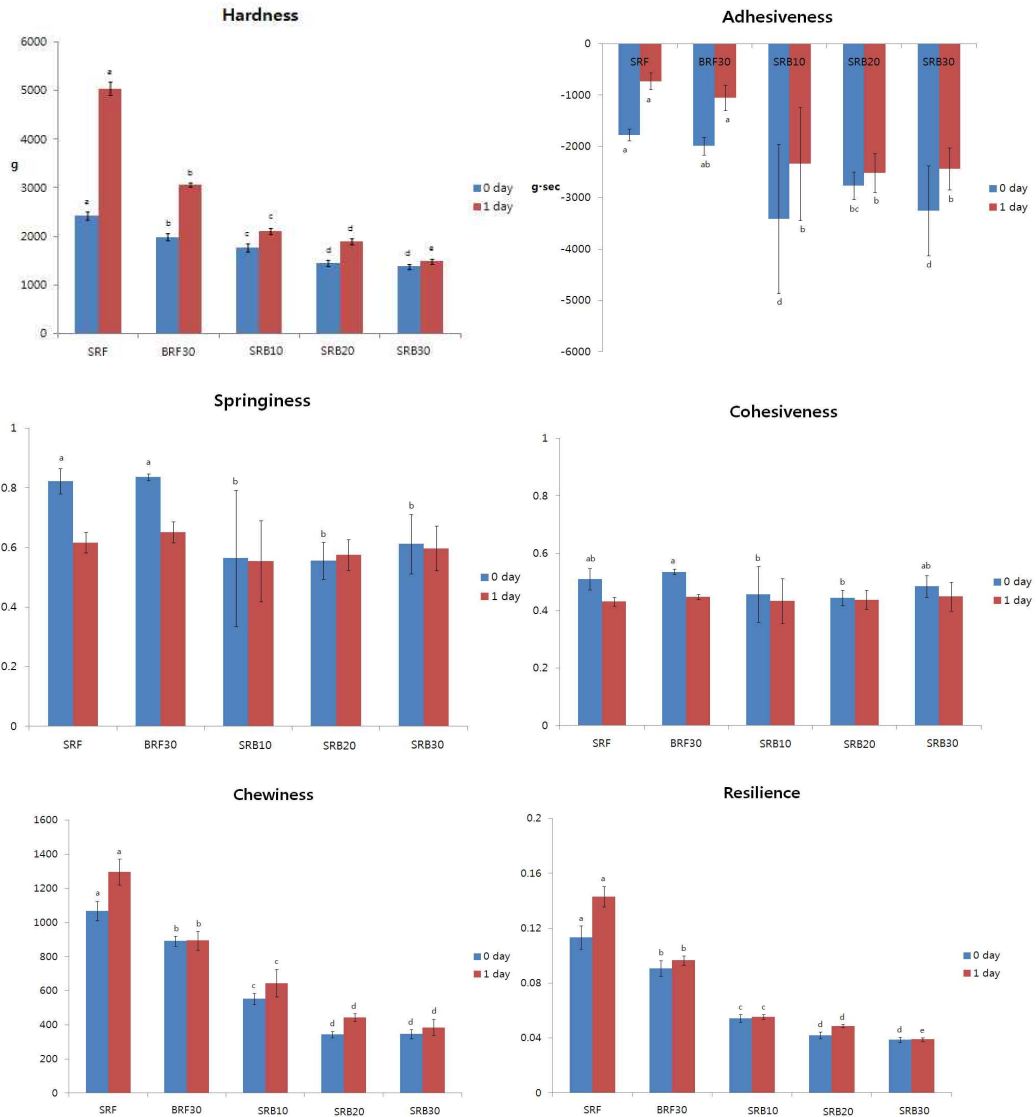 Hardness
6000
5000
4000
g
3000
2000
1000
0
a
a
b
b
c
c
d
d
d
e
SRF BRF30 SRB10 SRB20 SRB30
0 day
1 day
Adhesiveness
0
-1000
-2000
g·sec
-3000
-4000
-5000
-6000
SRF BRF30 SRB10 SRB20 SRB30
a
a
ab
a
d
b
bc
b
d
b
0 day
1 day
Springiness
1
0.8
0.6
0.4
0.2
0
a
a
b
b
b
SRF BRF30 SRB10 SRB20 SRB30
0 day
1 day
Cohesiveness
1
0.8
0.6
0.4
0.2
0
ab
a
b
b
ab
SRF BRF30 SRB10 SRB20 SRB30
0 day
1 day
Chewiness
1600
1400
1200
1000
800
600
400
200
0
a
a
b
b
c
c
d
d
d
d
SRF BRF30 SRB10 SRB20 SRB30
0 day
1 day
Resilience
0.2
0.16
0.12
0.08
0.04
0
a
a
b
b
c
c
d
d
d
e
SRF BRF30 SRB10 SRB20 SRB30
0 day
1 day